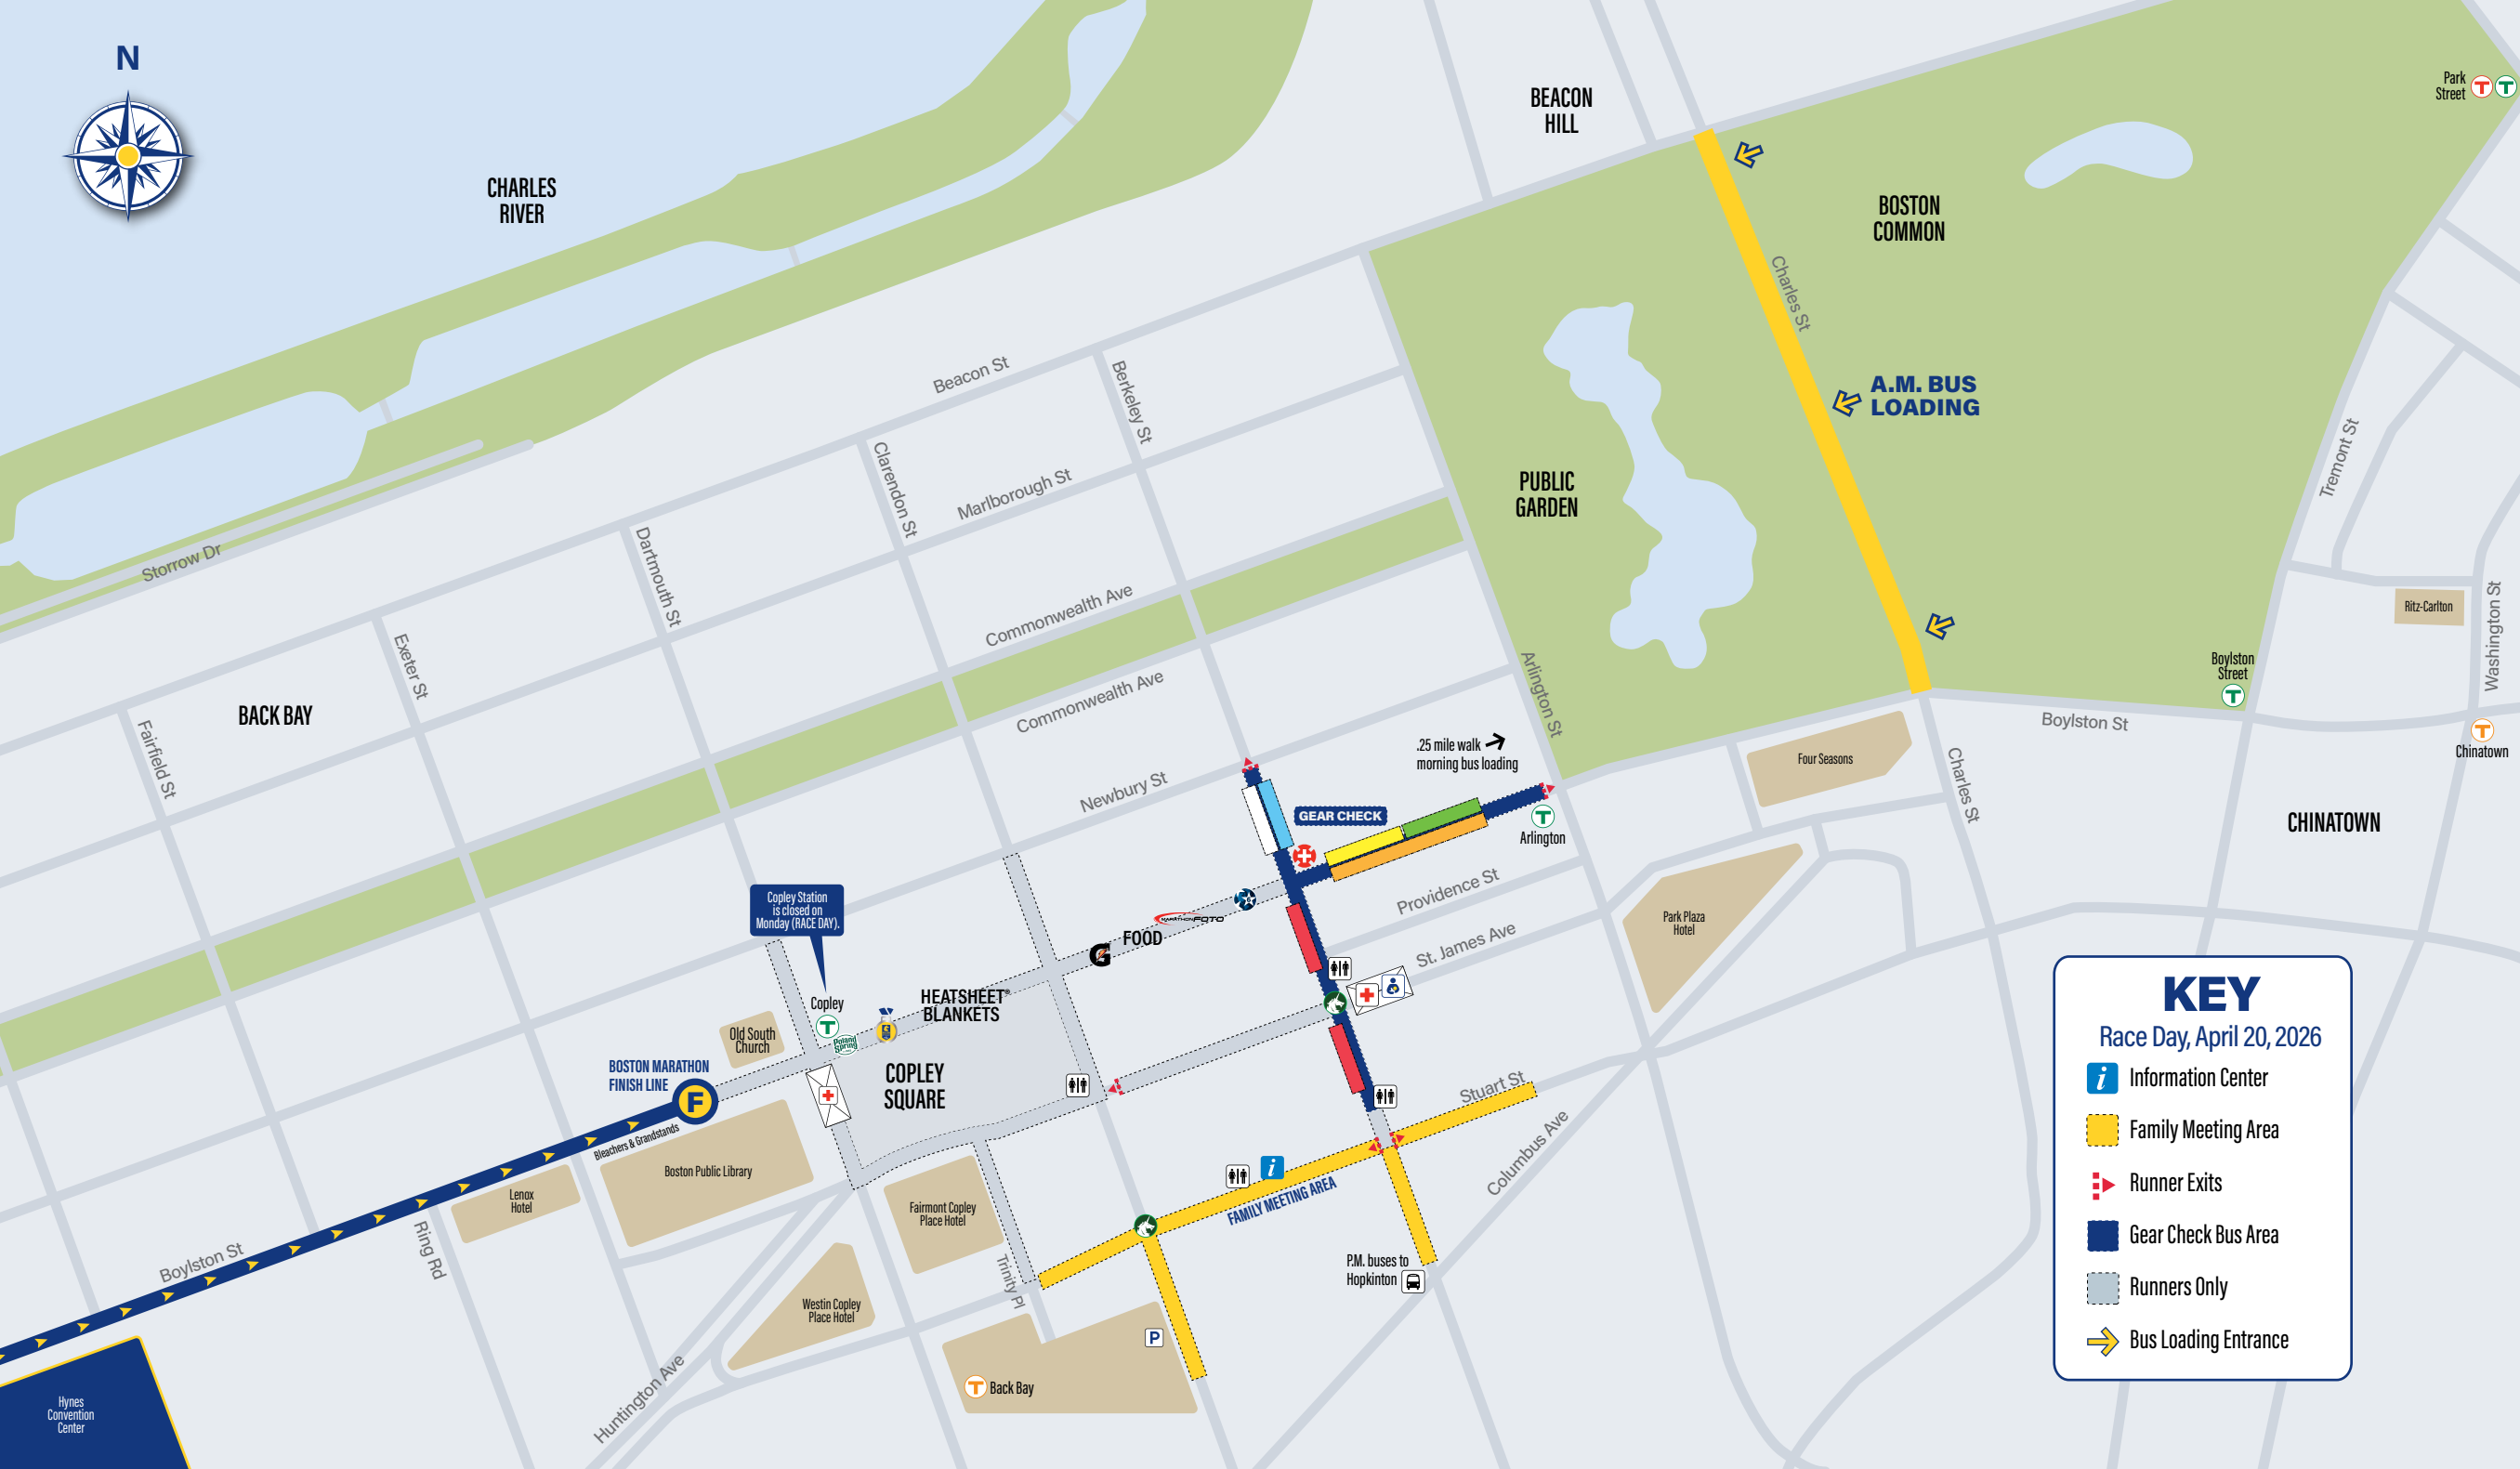 N
CHARLES
RIVER
BEACON
HILL
Park
Street
T
T
BOSTON
COMMON
Charles St
A.M. BUS
LOADING
PUBLIC
GARDEN
Beacon St
Berkeley St
Clarendon St
Marlborough St
Tremont St
Storrow Dr
Dartmouth St
Commonwealth Ave
Exeter St
BACK BAY
Fairfield St
Commonwealth Ave
Arlington St
Ritz-Carlton
Washington St
Boylston
Street
T
Boylston St
T
Chinatown
Newbury St
.25 mile walk
morning bus loading
Four Seasons
Charles St
GEAR CHECK
T
Arlington
CHINATOWN
Providence St
Copley Station
is closed on
Monday (RACE DAY).
MARATHONFOTO
FOOD
G
St. James Ave
Park Plaza
Hotel
Copley
T
HEATSHEET®
BLANKETS
Old South
Church
Poland
Spring
BOSTON MARATHON
FINISH LINE
F
COPLEY
SQUARE
Bleachers & Grandstands
Boston Public Library
Stuart St
Columbus Ave
Lenox
Hotel
Fairmont Copley
Place Hotel
i
FAMILY MEETING AREA
Boylston St
Ring Rd
Trinity Pl
P.M. buses to
Hopkinton
Westin Copley
Place Hotel
P
T Back Bay
Huntington Ave
Hynes
Convention
Center
KEY
Race Day, April 20, 2026
i Information Center
Family Meeting Area
Runner Exits
Gear Check Bus Area
Runners Only
Bus Loading Entrance